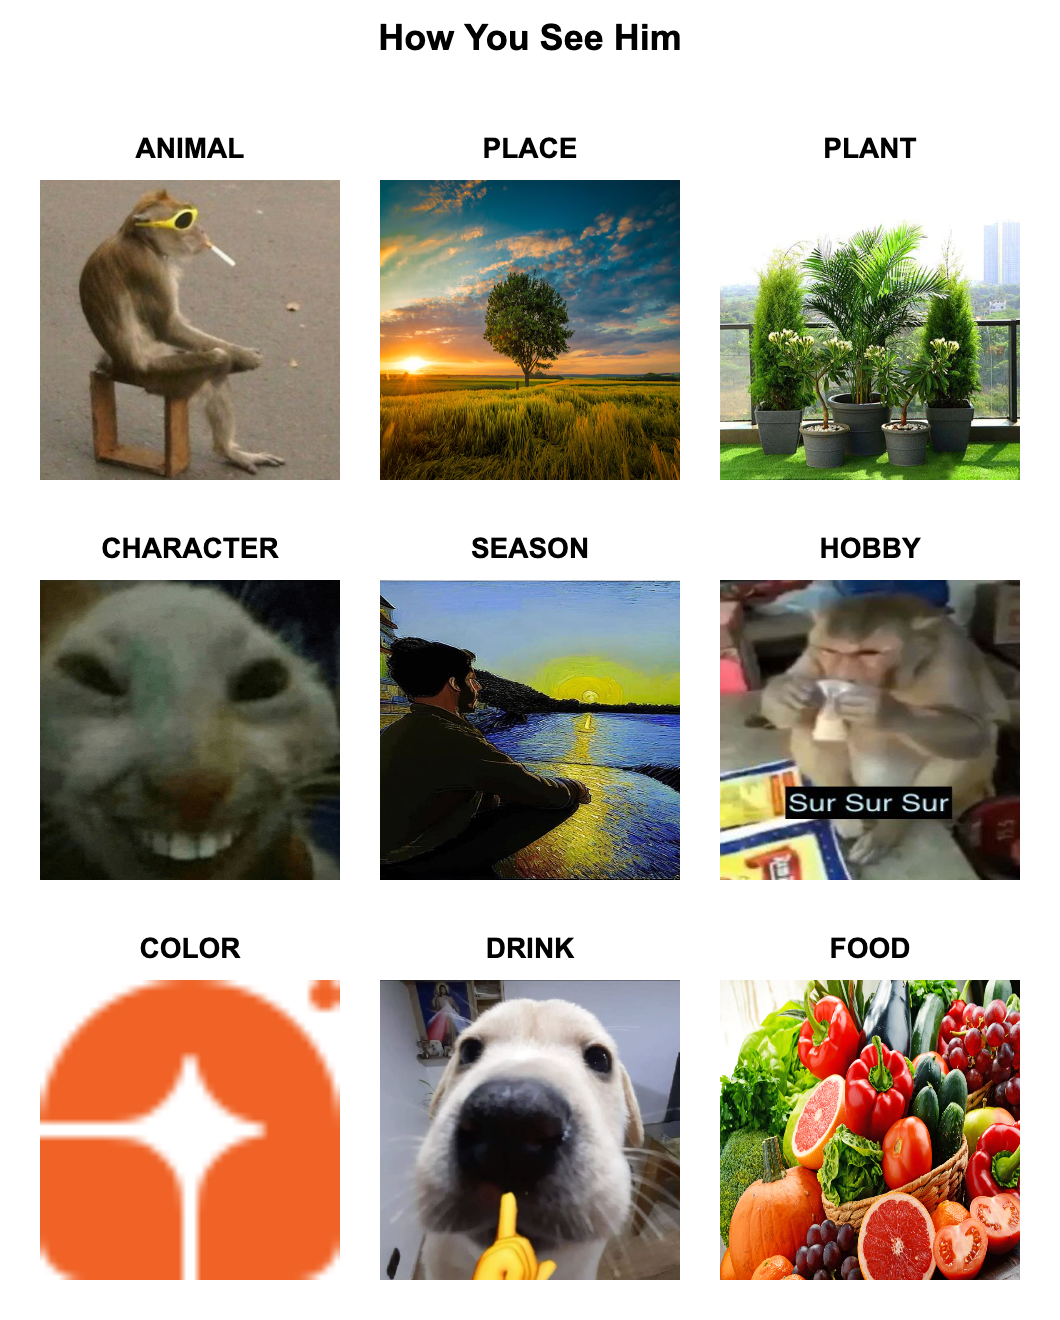 How You See Him
ANIMAL
PLACE
PLANT
CHARACTER
SEASON
HOBBY
Sur Sur Sur
COLOR
DRINK
FOOD